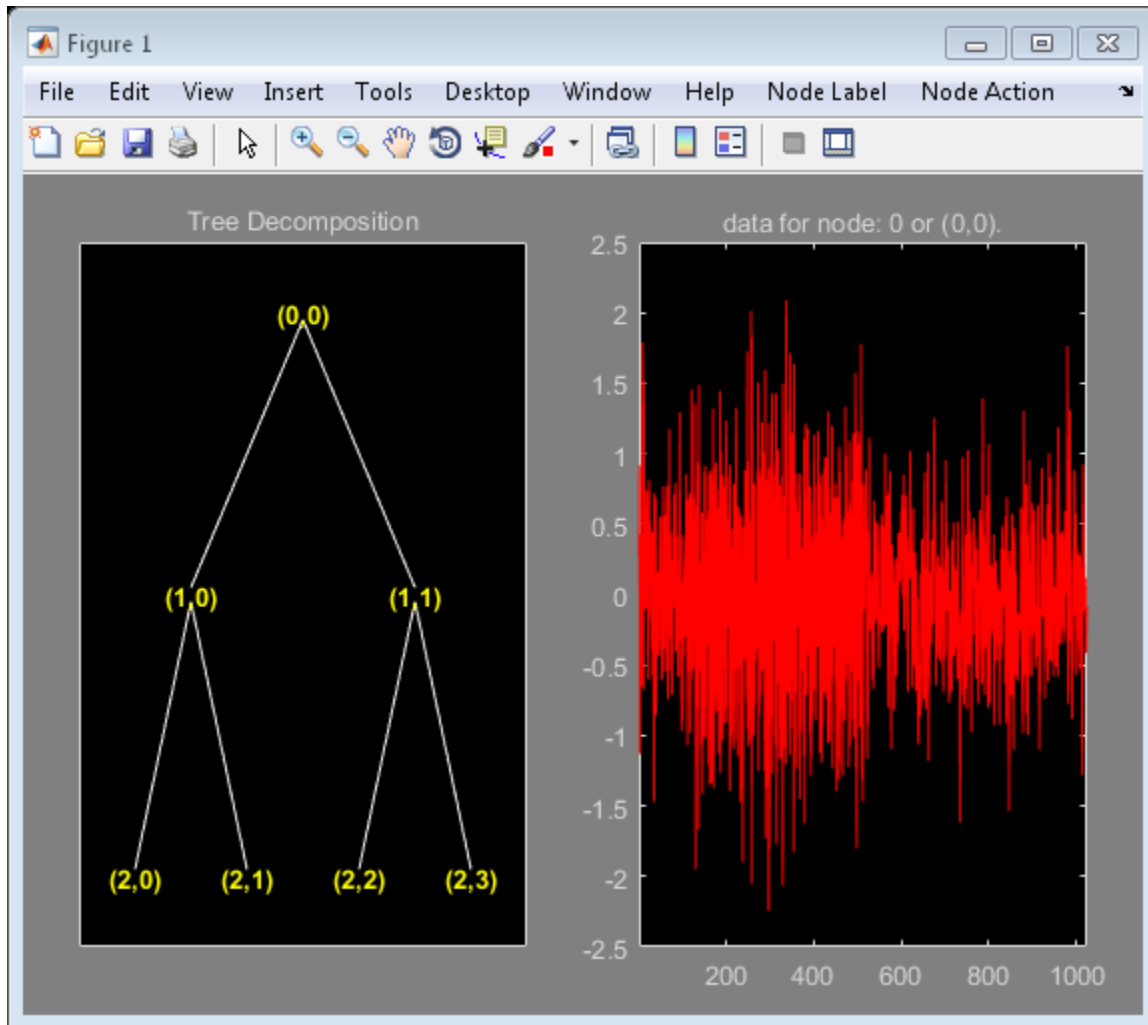 Figure 1
File Edit View Insert Tools Desktop Window Help Node Label Node Action
Tree Decomposition
(0,0)
(1,0) (1,1)
(2,0) (2,1) (2,2) (2,3)
data for node: 0 or (0,0).
2.5
2
1.5
1
0.5
0
-0.5
-1
-1.5
-2
-2.5
200 400 600 800 1000